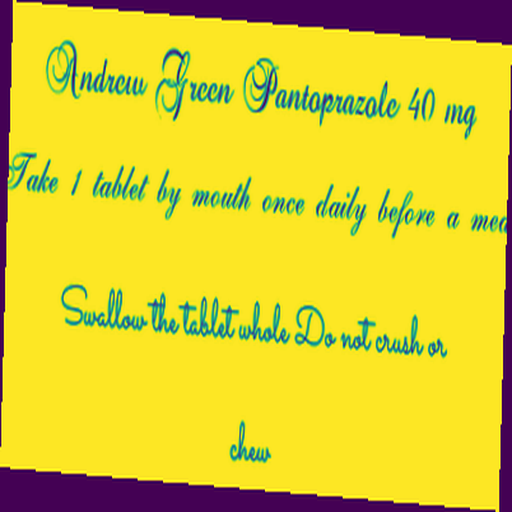 Andrew Green Pantoprazole 40 mg
Take 1 tablet by mouth once daily before a
Swallow the tablet whole Do not crush or
chew